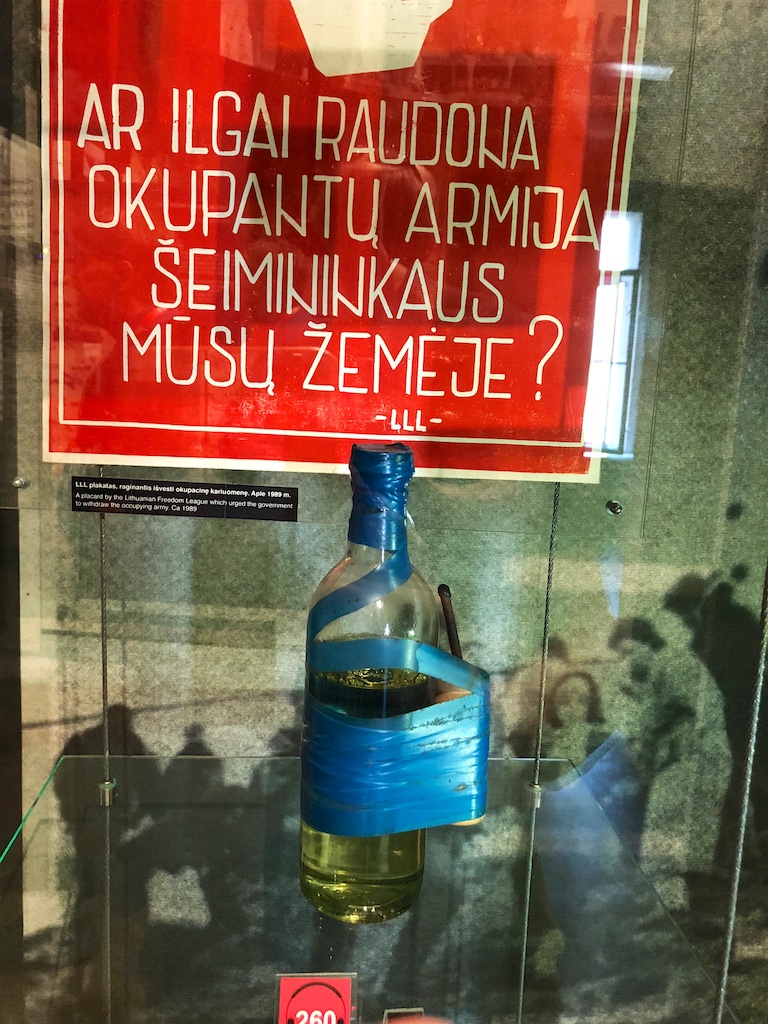 AR ILGAI RAUDONA
OKUPANTŲ ARMIJA
ŠEIMININKAUS
MŪSŲ ŽEMĖJE?
-LLL-
LLL plakatas, raginantis išvesti okupacinę kariuomenę. Apie 1989 m.
A placard by the Lithuanian Freedom League which urged the government
to withdraw the occupying army. Ca 1989
260